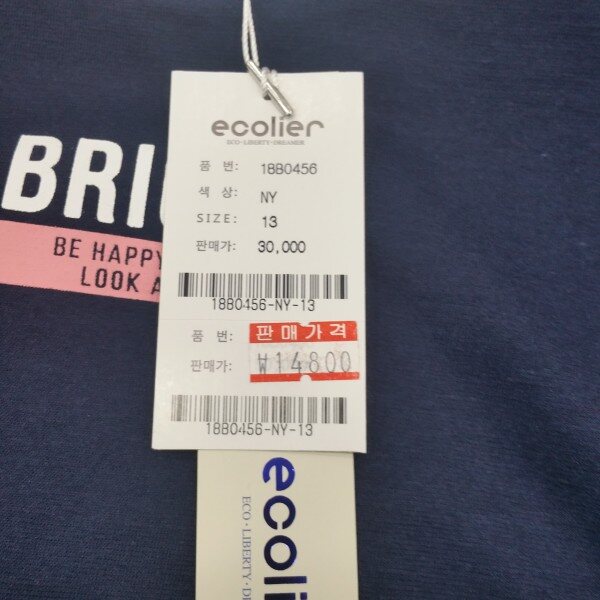 ecolier
ECO·LIBERTY·DREAMER
품 번: 18B0456
색 상: NY
SIZE: 13
판매가: 30,000
18B0456-NY-13
품 번: 판매가격
판매가: ₩14800
18B0456-NY-13
BRI
BE HAPPY
LOOK A
ecoli
ECO·LIBERTY·D